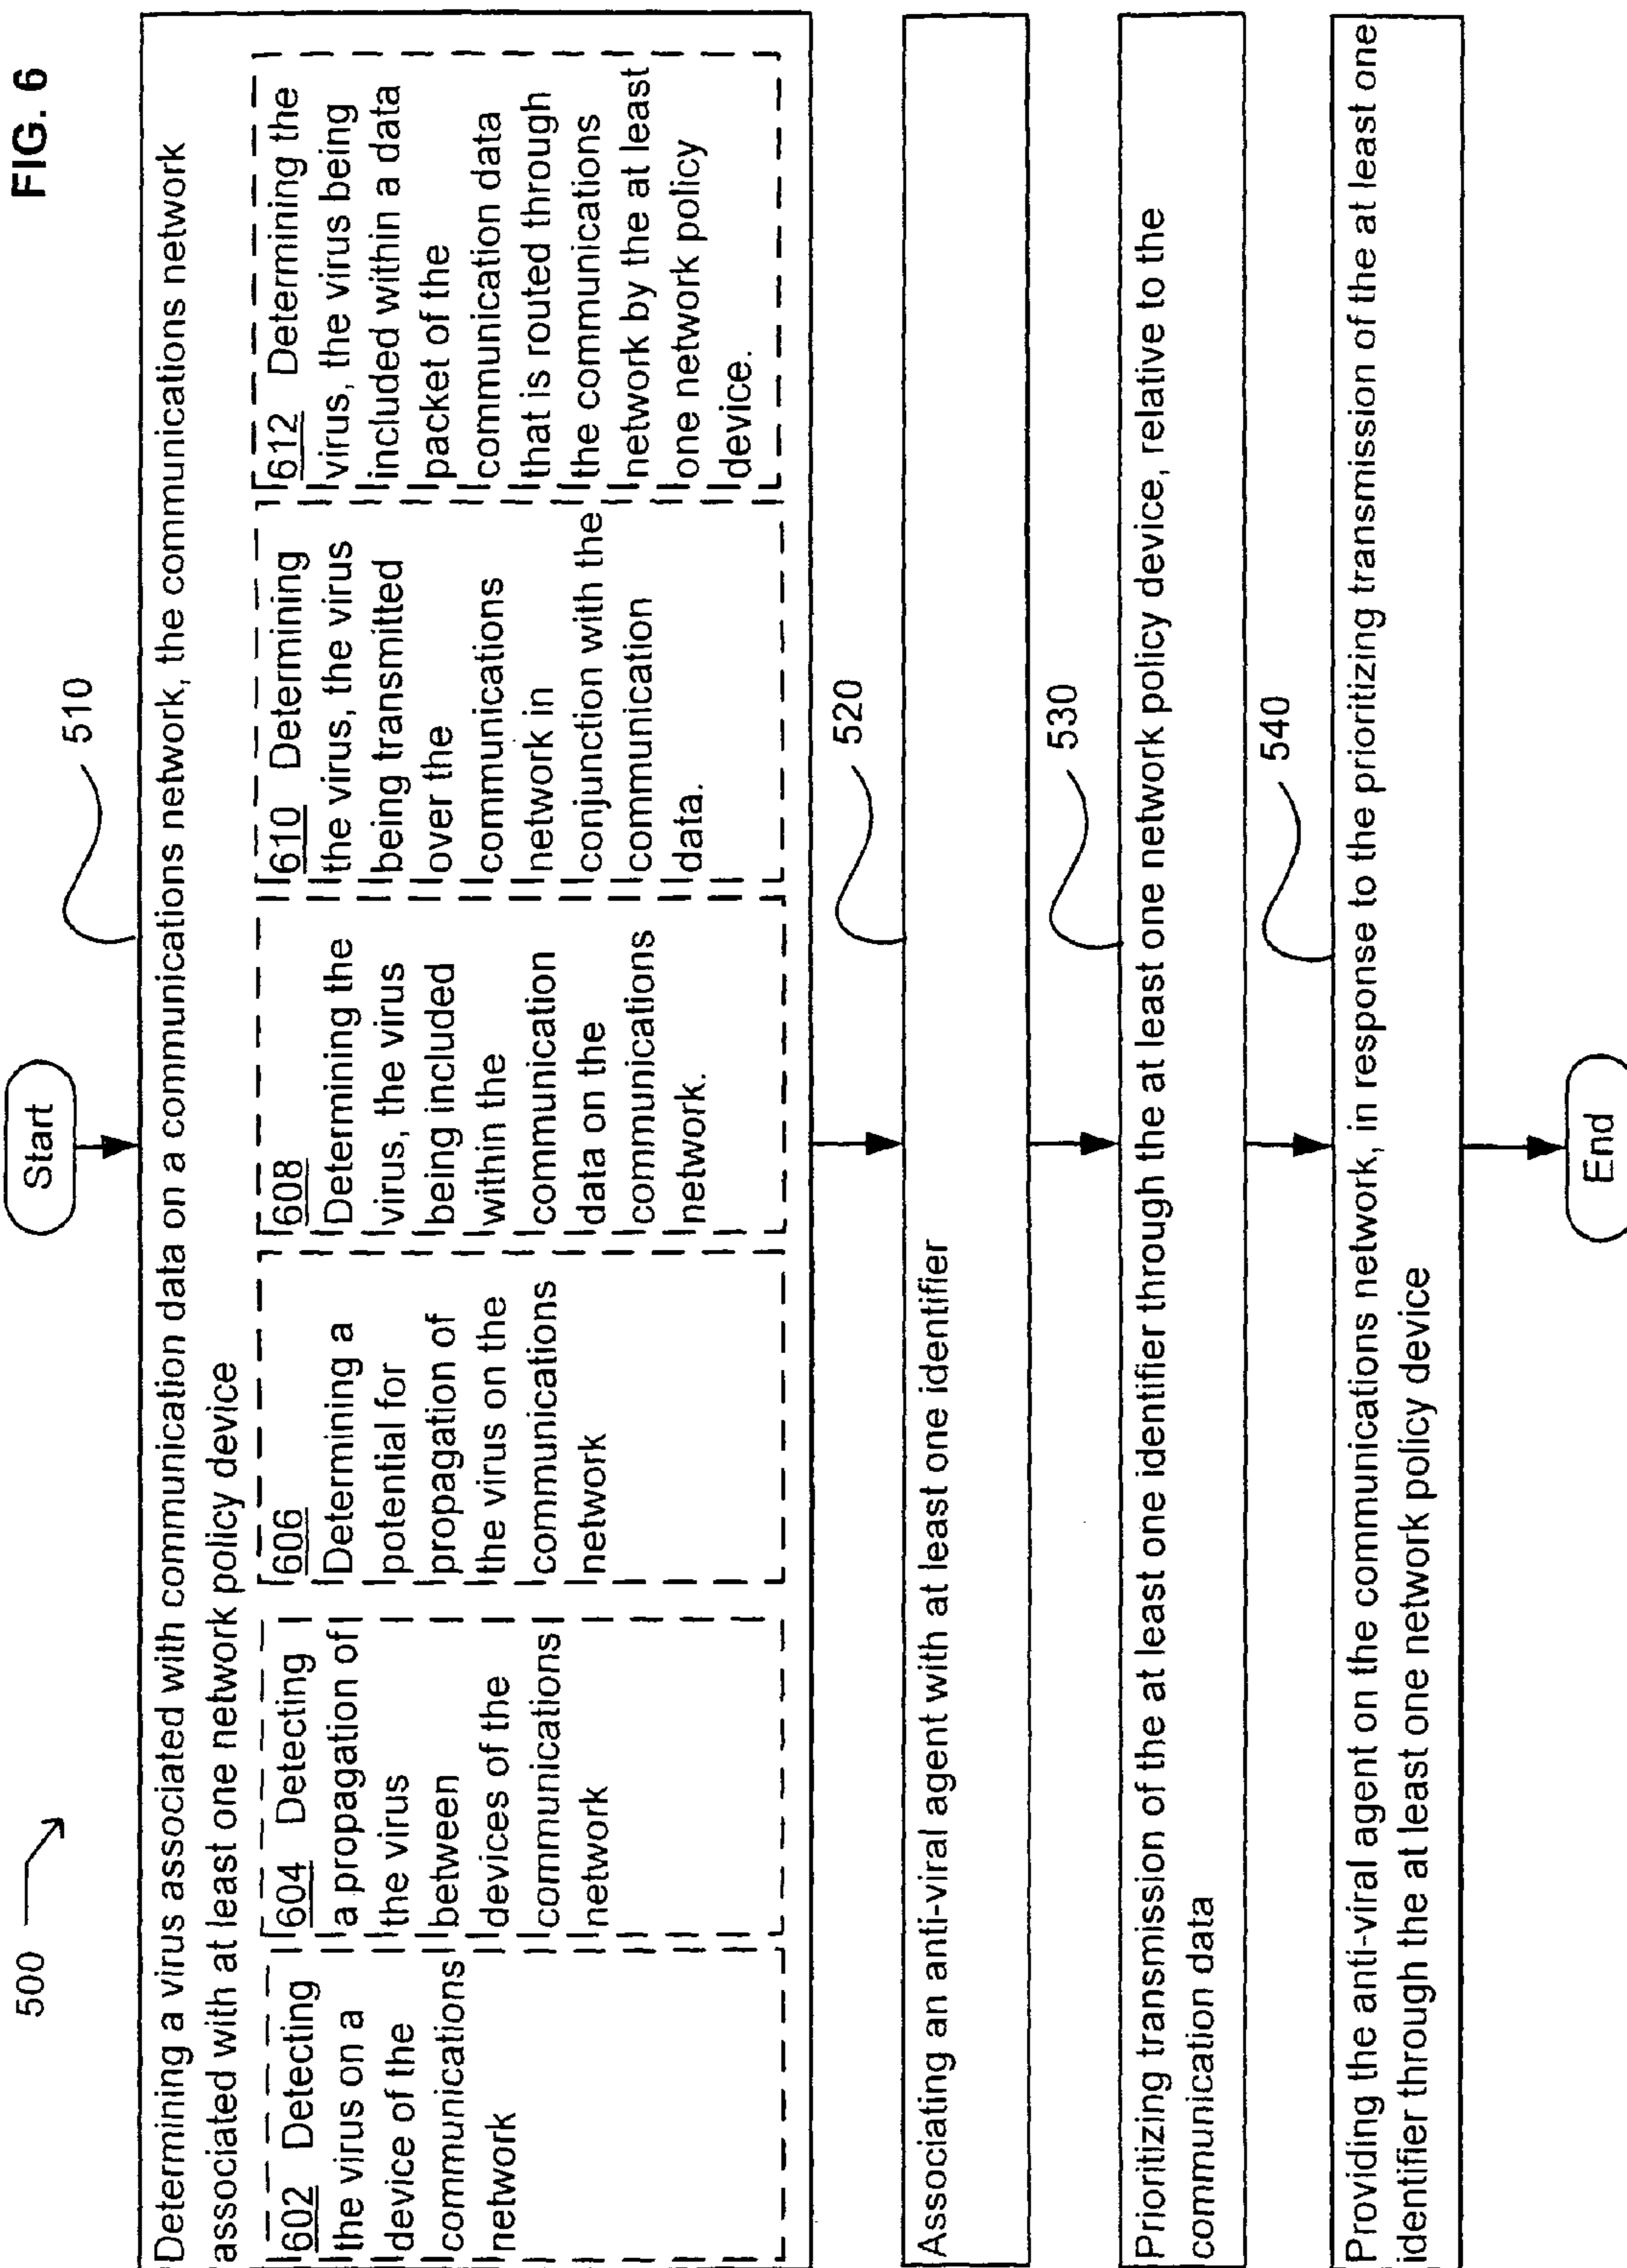 FIG. 6
500
Start
510
Determining a virus associated with communication data on a communications network, the communications network
associated with at least one network policy device
602 Detecting
the virus on a
device of the
communications
network
604 Detecting
a propagation of
the virus
between
devices of the
communications
network
606
Determining a
potential for
propagation of
the virus on the
communications
network
608
Determining the
virus, the virus
being included
within the
communication
data on the
communications
network.
610 Determining
the virus, the virus
being transmitted
over the
communications
network in
conjunction with the
communication
data.
612 Determining the
virus, the virus being
included within a data
packet of the
communication data
that is routed through
the communications
network by the at least
one network policy
device.
520
Associating an anti-viral agent with at least one identifier
530
Prioritizing transmission of the at least one identifier through the at least one network policy device, relative to the
communication data
540
Providing the anti-viral agent on the communications network, in response to the prioritizing transmission of the at least one
identifier through the at least one network policy device
End